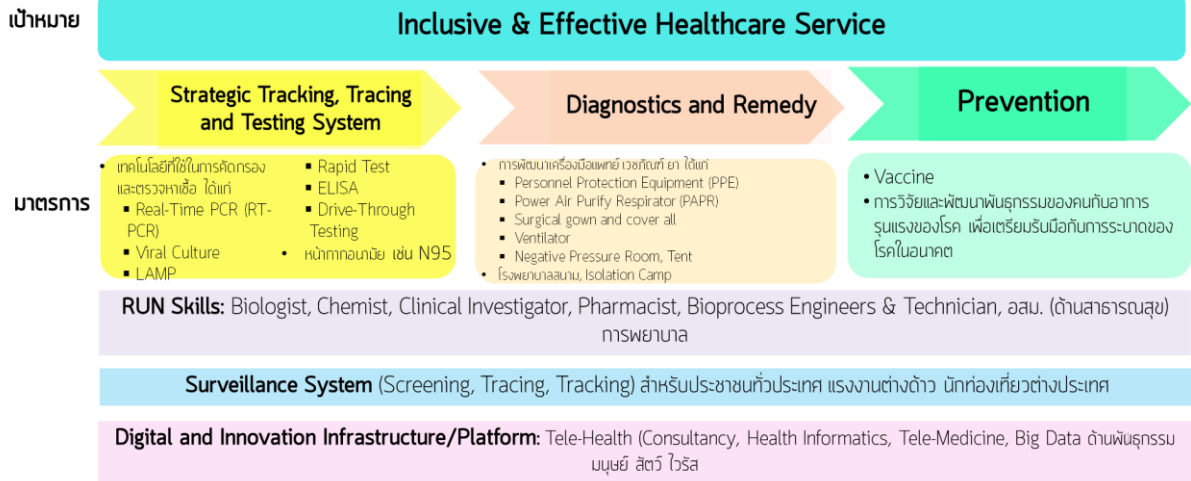 เป้าหมาย
Inclusive & Effective Healthcare Service
Strategic Tracking, Tracing
and Testing System
Diagnostics and Remedy
Prevention
มาตรการ
• เทคโนโลยีที่ใช้ในการคัดกรอง
และตรวจหาเชื้อ ได้แก่
▪ Real-Time PCR (RT-
PCR)
▪ Viral Culture
▪ LAMP
▪ Rapid Test
▪ ELISA
▪ Drive-Through
Testing
• หน้ากากอนามัย เช่น N95
• การพัฒนาเครื่องมือแพทย์ เวชภัณฑ์ ยา ได้แก่
▪ Personnel Protection Equipment (PPE)
▪ Power Air Purify Respirator (PAPR)
▪ Surgical gown and cover all
▪ Ventilator
▪ Negative Pressure Room, Tent
• โรงพยาบาลสนาม, Isolation Camp
• Vaccine
• การวิจัยและพัฒนาพันธุกรรมของคนกับอาการ
รุนแรงของโรค เพื่อเตรียมรับมือกับการระบาดของ
โรคในอนาคต
RUN Skills: Biologist, Chemist, Clinical Investigator, Pharmacist, Bioprocess Engineers & Technician, อสม. (ด้านสาธารณสุข)
การพยาบาล
Surveillance System (Screening, Tracing, Tracking) สำหรับประชาชนทั่วประเทศ แรงงานต่างด้าว นักท่องเที่ยวต่างประเทศ
Digital and Innovation Infrastructure/Platform: Tele-Health (Consultancy, Health Informatics, Tele-Medicine, Big Data ด้านพันธุกรรม
มนุษย์ สัตว์ ไวรัส